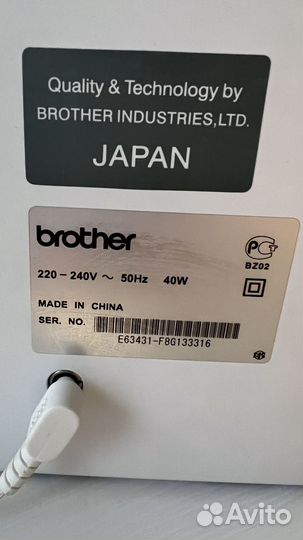 Quality & Technology by
BROTHER INDUSTRIES,LTD.
JAPAN
brother
PCT
BZ02
220 – 240V ~ 50Hz 40W
MADE IN CHINA
SER. NO.
E63431-F8G133316
Avito